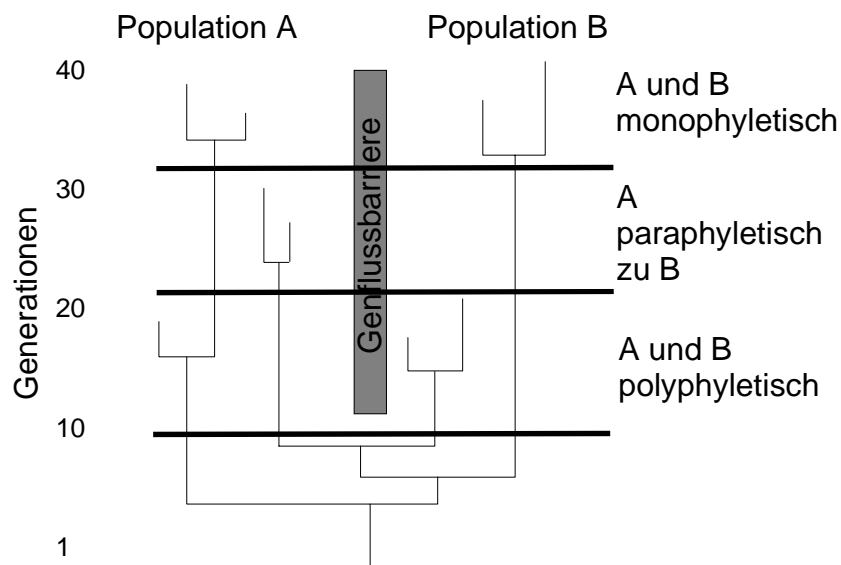 Population A
Population B
40
30
20
10
1
Generationen
Genflussbarriere
A und B
monophyletisch
A
paraphyletisch
zu B
A und B
polyphyletisch